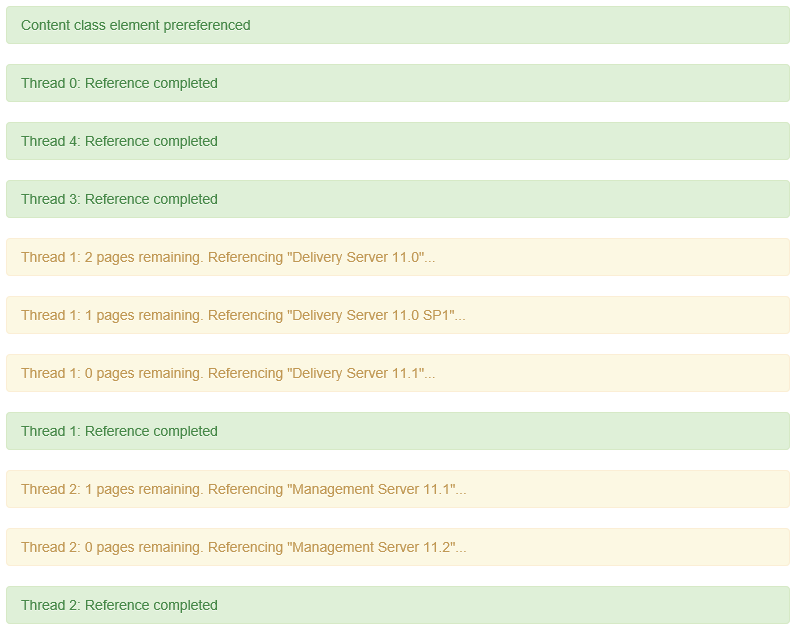 Content class element prereferenced
Thread 0: Reference completed
Thread 4: Reference completed
Thread 3: Reference completed
Thread 1: 2 pages remaining. Referencing "Delivery Server 11.0"...
Thread 1: 1 pages remaining. Referencing "Delivery Server 11.0 SP1"...
Thread 1: 0 pages remaining. Referencing "Delivery Server 11.1"...
Thread 1: Reference completed
Thread 2: 1 pages remaining. Referencing "Management Server 11.1"...
Thread 2: 0 pages remaining. Referencing "Management Server 11.2"...
Thread 2: Reference completed